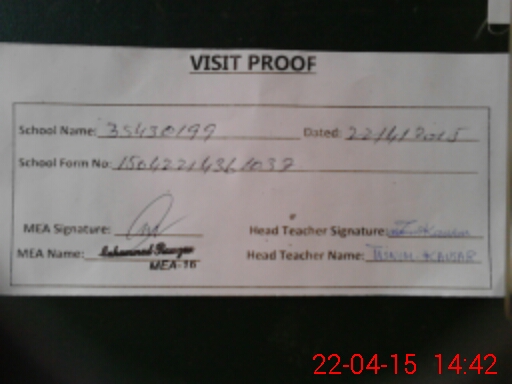 VISIT PROOF
School Name: 35430199 Dated: 22/4/2015
School Form No:
MEA Signature: Head Teacher Signature:
MEA Name: Head Teacher Name: KAUSAR
MEA-16
22-04-15 14:42